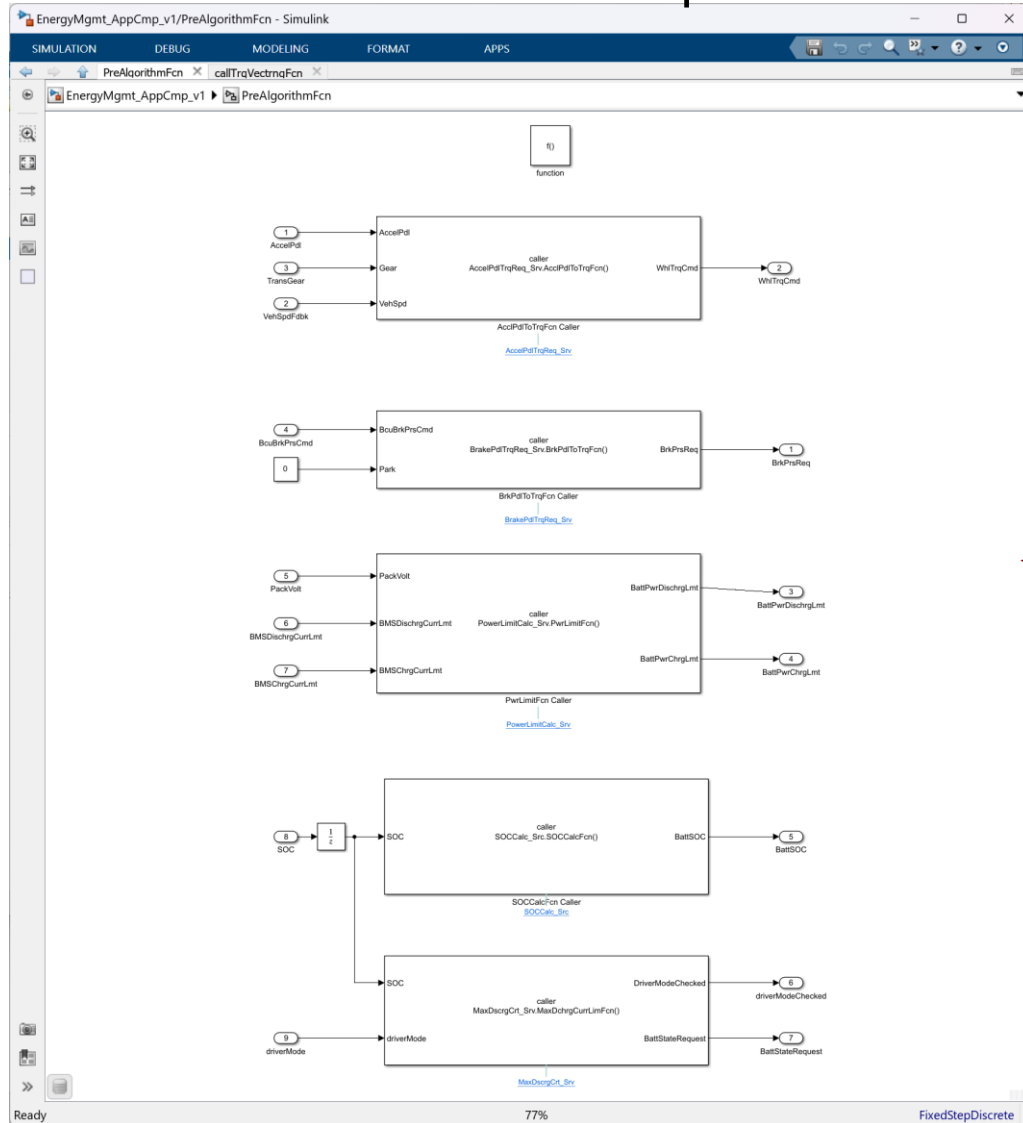 EnergyMgmt_AppCmp_v1/PreAlgorithmFcn - Simulink
SIMULATION DEBUG MODELING FORMAT APPS
PreAlgorithmFcn callTrqVectrngFcn
EnergyMgmt_AppCmp_v1 PreAlgorithmFcn
f()
function
1
AccelPdl
3
TransGear
2
VehSpdFdbk
AccelPdl
Gear
VehSpd
caller
AccelPdlTrqReq_Srv.AcclPdlToTrqFcn()
WhlTrqCmd
2
WhlTrqCmd
AcclPdlToTrqFcn Caller
AccelPdlTrqReq_Srv
4
BcuBrkPrsCmd
0
BcuBrkPrsCmd
Park
caller
BrakePdlTrqReq_Srv.BrkPdlToTrqFcn()
BrkPrsReq
1
BrkPrsReq
BrkPdlToTrqFcn Caller
BrakePdlTrqReq_Srv
5
PackVolt
6
BMSDischrgCurrLmt
7
BMSChrgCurrLmt
PackVolt
BMSDischrgCurrLmt
BMSChrgCurrLmt
caller
PowerLimitCalc_Srv.PwrLimitFcn()
BattPwrDischrgLmt
BattPwrChrgLmt
3
BattPwrDischrgLmt
4
BattPwrChrgLmt
PwrLimitFcn Caller
PowerLimitCalc_Srv
8
SOC
1
z
SOC
caller
SOCCalc_Src.SOCCalcFcn()
BattSOC
5
BattSOC
SOCCalcFcn Caller
SOCCalc_Src
9
driverMode
SOC
driverMode
caller
MaxDscrgCrt_Srv.MaxDchrgCurrLimFcn()
DriverModeChecked
BattStateRequest
6
driverModeChecked
7
BattStateRequest
MaxDscrgCrt_Srv
Ready 77% FixedStepDiscrete